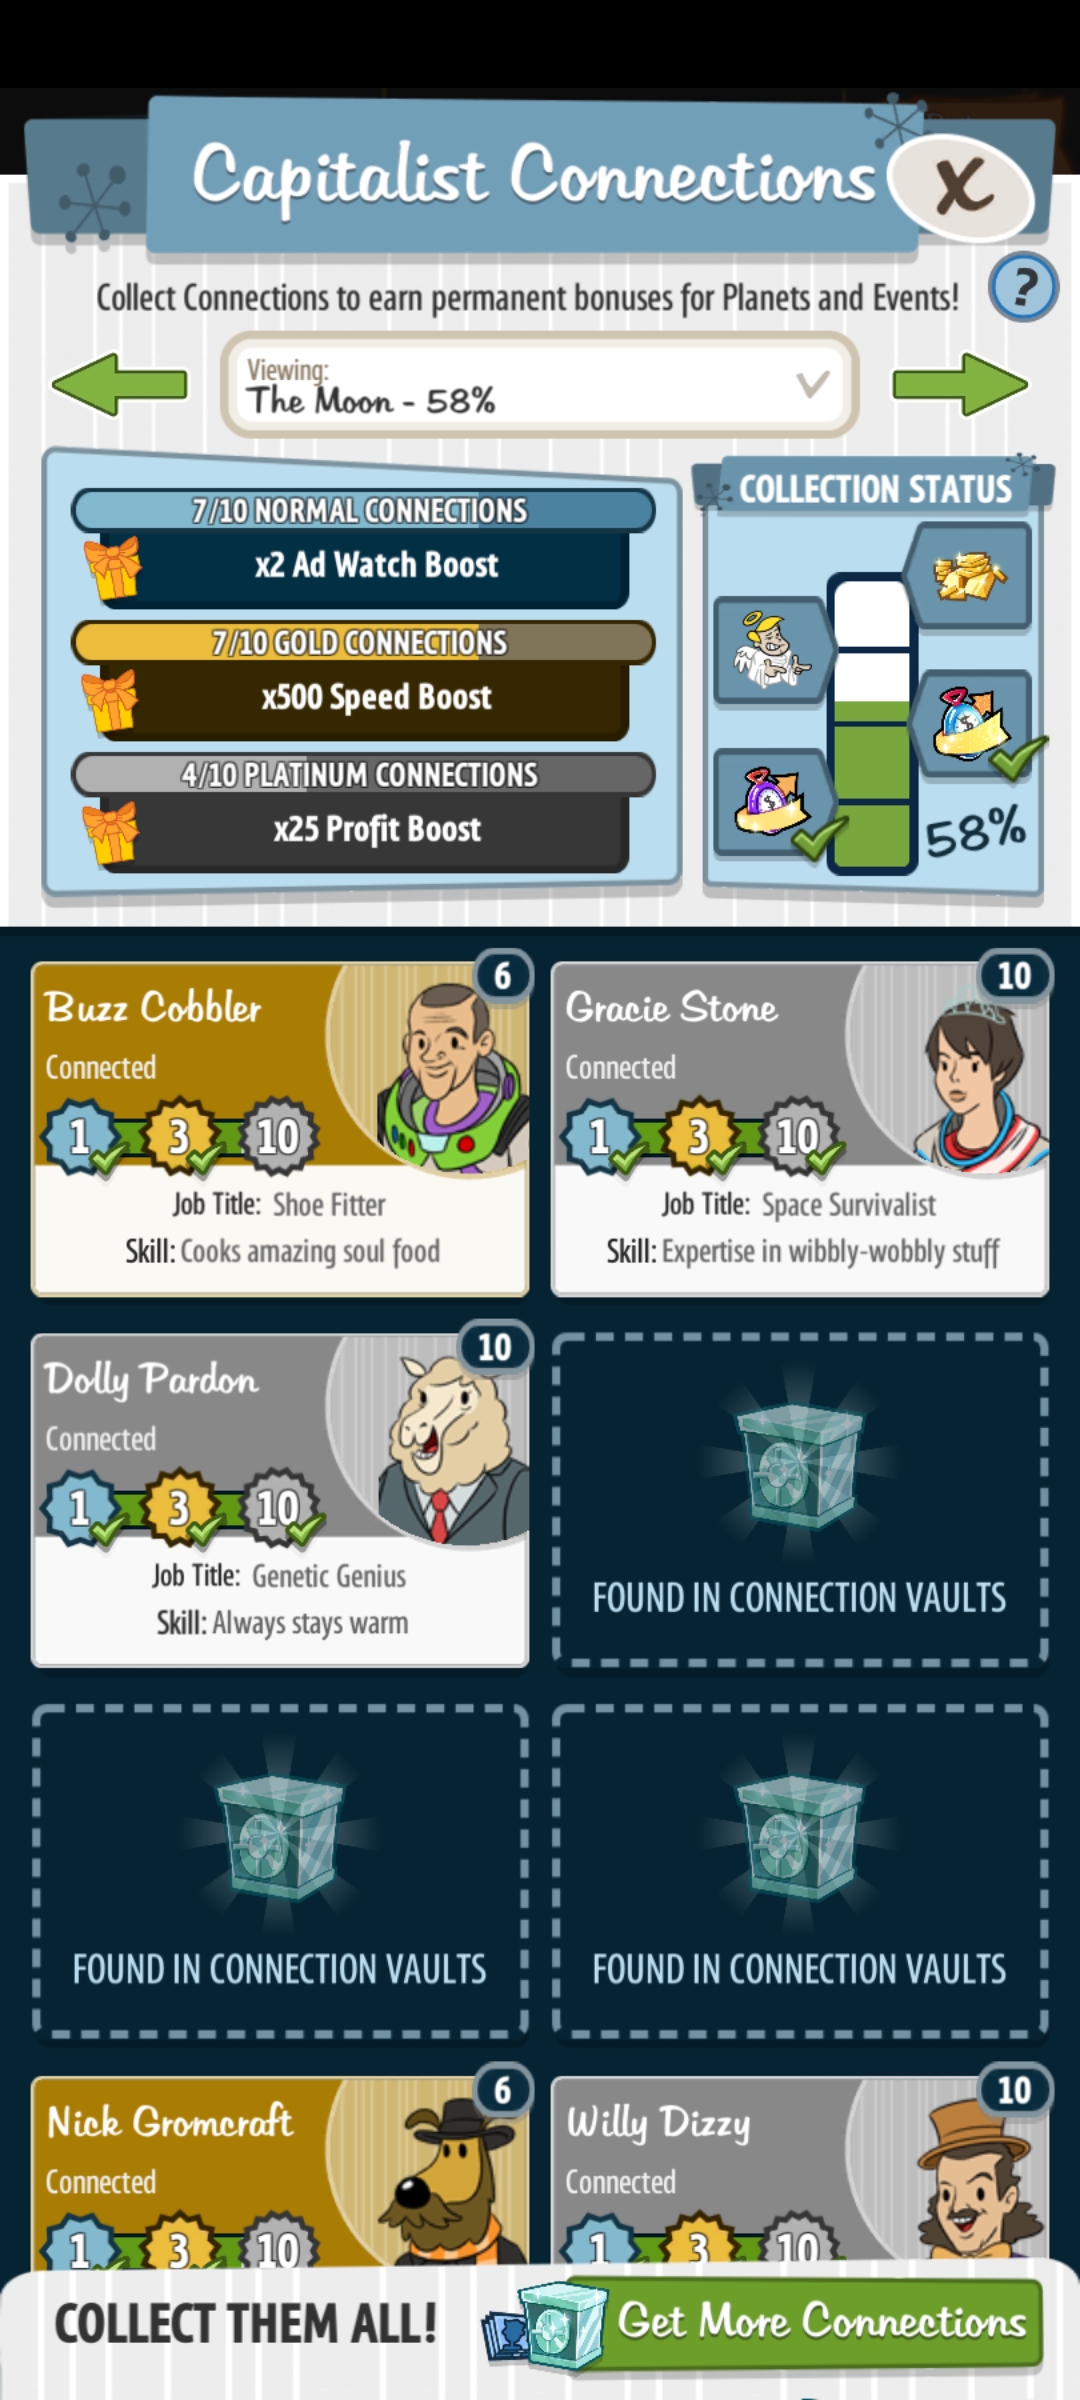 Capitalist Connections
X
Collect Connections to earn permanent bonuses for Planets and Events!
?
Viewing:
The Moon - 58%
7/10 NORMAL CONNECTIONS
x2 Ad Watch Boost
7/10 GOLD CONNECTIONS
x500 Speed Boost
4/10 PLATINUM CONNECTIONS
x25 Profit Boost
COLLECTION STATUS
58%
Buzz Cobbler
6
Connected
1 3 10
Job Title: Shoe Fitter
Skill: Cooks amazing soul food
Gracie Stone
10
Connected
1 3 10
Job Title: Space Survivalist
Skill: Expertise in wibbly-wobbly stuff
Dolly Pardon
10
Connected
1 3 10
Job Title: Genetic Genius
Skill: Always stays warm
FOUND IN CONNECTION VAULTS
FOUND IN CONNECTION VAULTS
FOUND IN CONNECTION VAULTS
Nick Gromcraft
6
Connected
1 3 10
Willy Dizzy
10
Connected
1 3 10
COLLECT THEM ALL!
Get More Connections